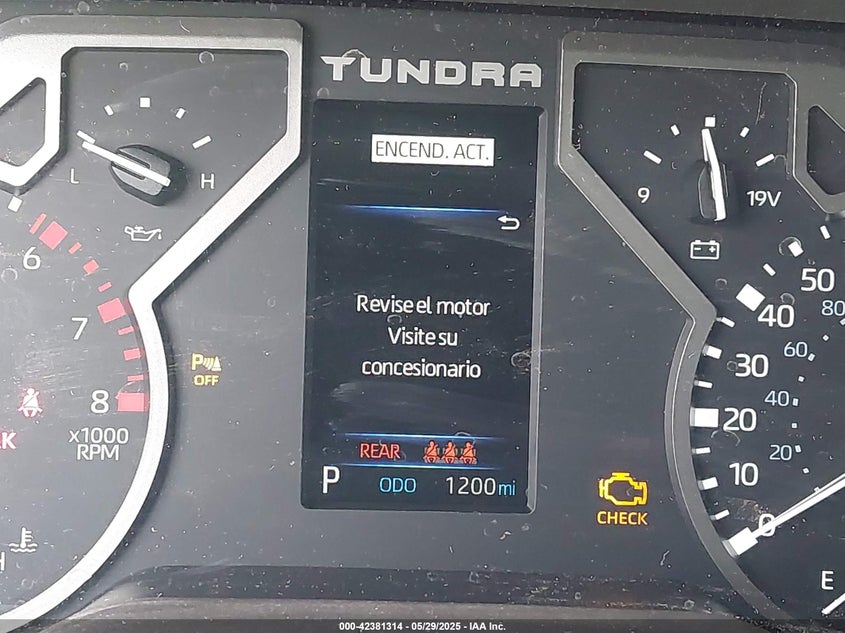 TUNDRA
ENCEND. ACT.
L H
9 19V
6
7
8
x1000
RPM
P
OFF
Revise el motor
Visite su
concesionario
REAR
P ODO 1200mi
CHECK
50
80
40
60
30
40
20
20
10
0
E
K
H
000-42381314 - 05/29/2025 - IAA Inc.